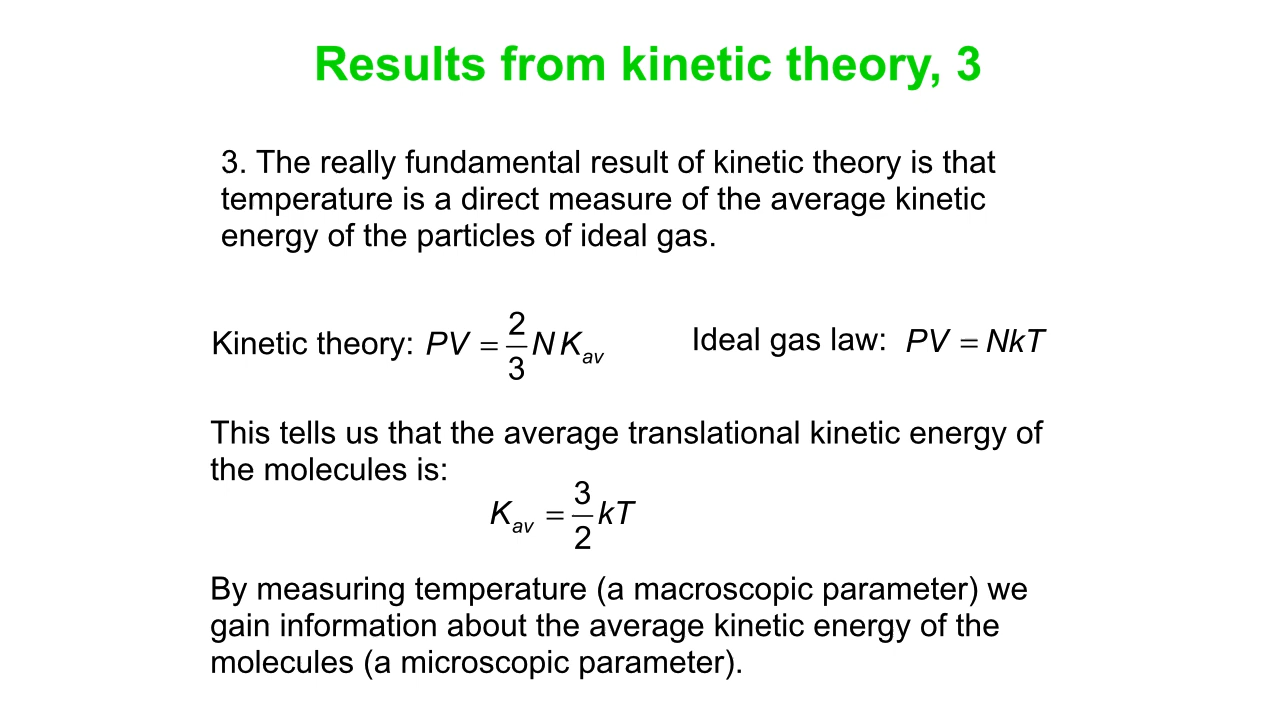 Results from kinetic theory, 3
3. The really fundamental result of kinetic theory is that
temperature is a direct measure of the average kinetic
energy of the particles of ideal gas.
Kinetic theory: PV = 2/3 N K_av
Ideal gas law: PV = NkT
This tells us that the average translational kinetic energy of
the molecules is:
K_av = 3/2 kT
By measuring temperature (a macroscopic parameter) we
gain information about the average kinetic energy of the
molecules (a microscopic parameter).